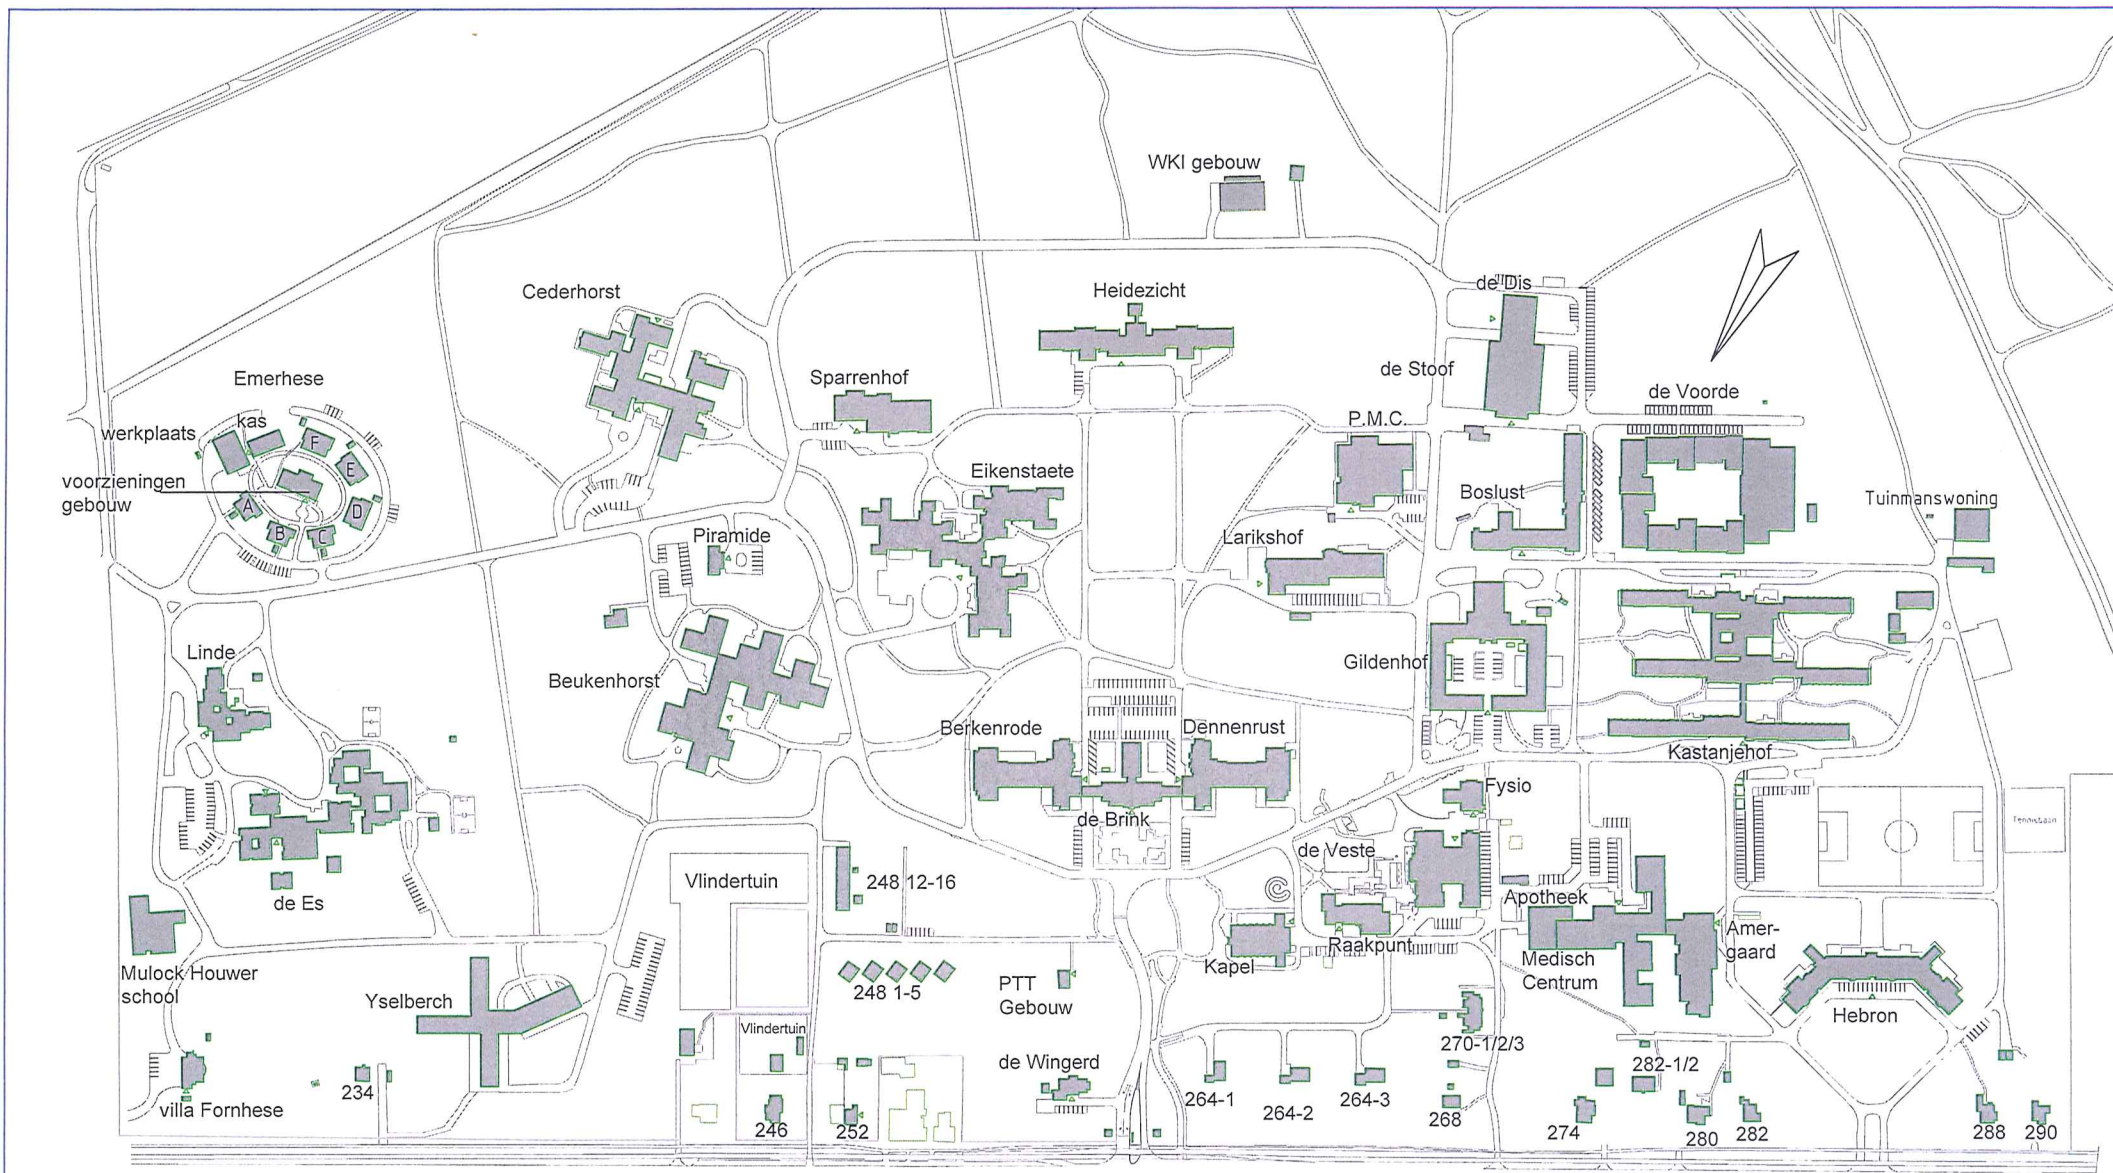 WKI gebouw
Cederhorst
Heidezicht
de Dis
Emerhese
Sparrenhof
de Stoof
de Voorde
kas
werkplaats
F
P.M.C.
E
voorzieningen
gebouw
Eikenstaete
Boslust
Tuinmanswoning
A
D
B
C
Piramide
Larikshof
Linde
Beukenhorst
Gildenhof
Berkenrode
Dennenrust
Kastanjehof
Fysio
de Brink
Tennisbaan
de Veste
Vlindertuin
248 12-16
Apotheek
de Es
Raakpunt
Amer-
gaard
Mulock Houwer
school
Kapel
Medisch
Centrum
Yselberch
248 1-5
PTT
Gebouw
Hebron
Vlindertuin
270-1/2/3
de Wingerd
282-1/2
234
264-1
264-2
264-3
villa Fornhese
268
246
252
274
280
282
288
290